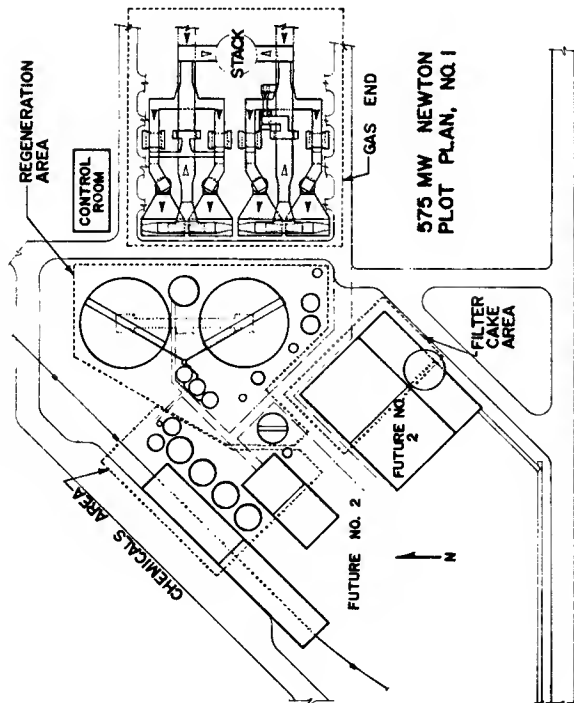 REGENERATION
AREA
CONTROL
ROOM
STACK
GAS END
575 MW NEWTON
PLOT PLAN, NO. 1
FILTER
CAKE
AREA
FUTURE NO.
2
FUTURE NO. 2
CHEMICALS AREA
N